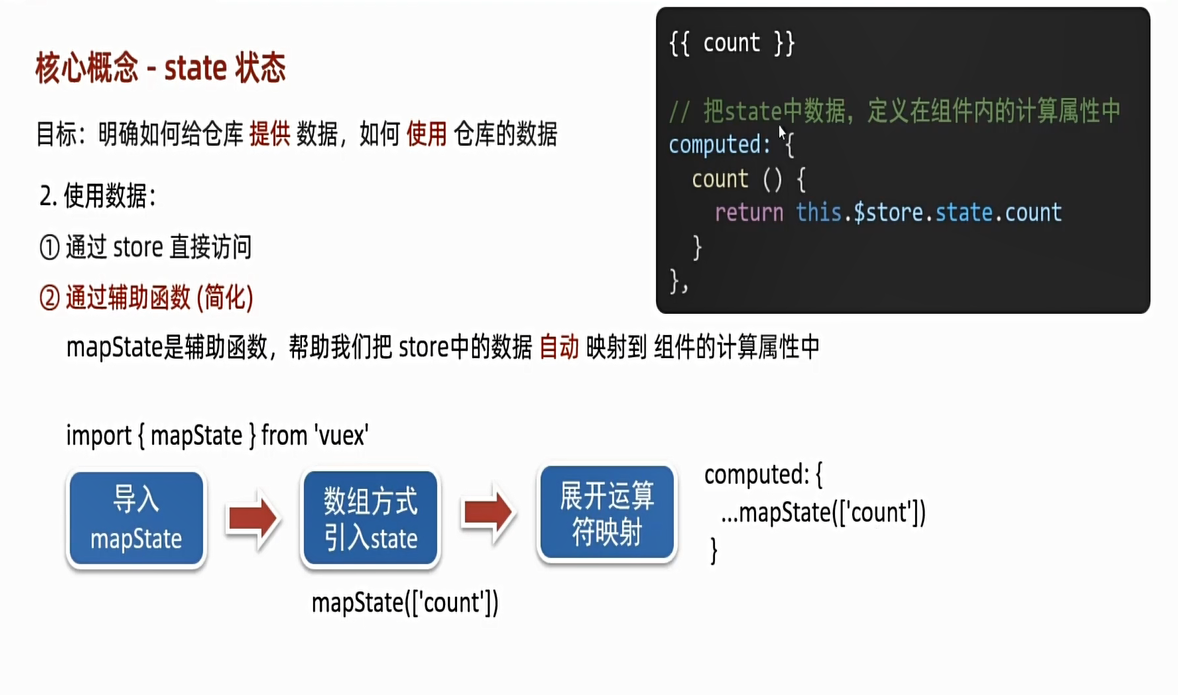 核心概念 - state 状态
目标：明确如何给仓库 提供 数据，如何 使用 仓库的数据
2. 使用数据：
① 通过 store 直接访问
② 通过辅助函数 (简化)
mapState是辅助函数，帮助我们把 store中的数据 自动 映射到 组件的计算属性中
{{ count }}
// 把state中数据，定义在组件内的计算属性中
computed: {
count () {
return this.$store.state.count
}
},
import { mapState } from 'vuex'
导入
mapState
数组方式
引入state
mapState(['count'])
展开运算
符映射
computed: {
...mapState(['count'])
}